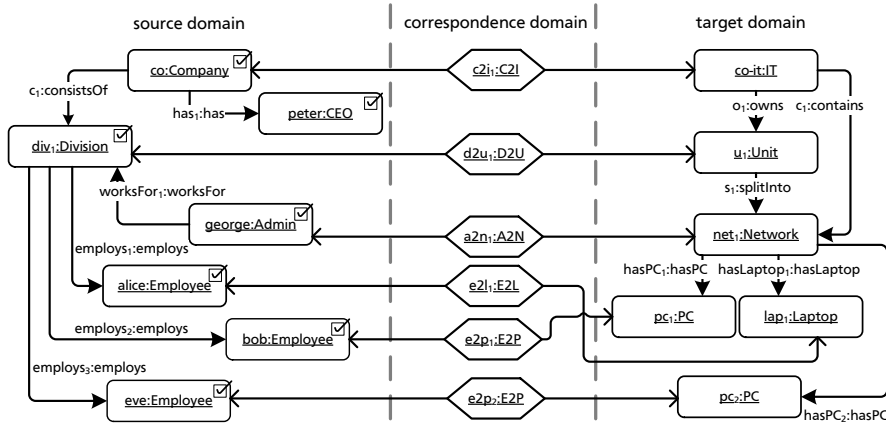 source domain
correspondence domain
target domain
co:Company
c2i₁:C2I
co-it:IT
c₁:consistsOf
has₁:has
o₁:owns
c₁:contains
peter:CEO
div₁:Division
d2u₁:D2U
u₁:Unit
worksFor₁:worksFor
s₁:splitInto
george:Admin
a2n₁:A2N
net₁:Network
employs₁:employs
hasPC₁:hasPC
hasLaptop₁:hasLaptop
alice:Employee
e2l₁:E2L
pc₁:PC
lap₁:Laptop
employs₂:employs
bob:Employee
e2p₁:E2P
employs₃:employs
eve:Employee
e2p₂:E2P
pc₂:PC
hasPC₂:hasPC